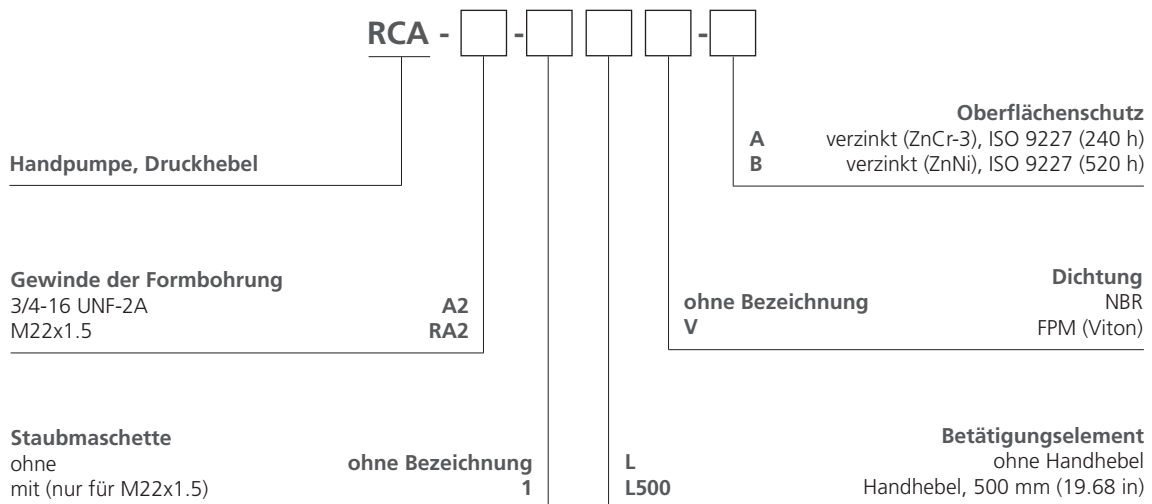 RCA - - -
Oberflächenschutz
A verzinkt (ZnCr-3), ISO 9227 (240 h)
B verzinkt (ZnNi), ISO 9227 (520 h)
Handpumpe, Druckhebel
Gewinde der Formbohrung
3/4-16 UNF-2A A2
M22x1.5 RA2
Dichtung
ohne Bezeichnung NBR
V FPM (Viton)
Staubmaschette
ohne ohne Bezeichnung
mit (nur für M22x1.5) 1
Betätigungselement
L ohne Handhebel
L500 Handhebel, 500 mm (19.68 in)